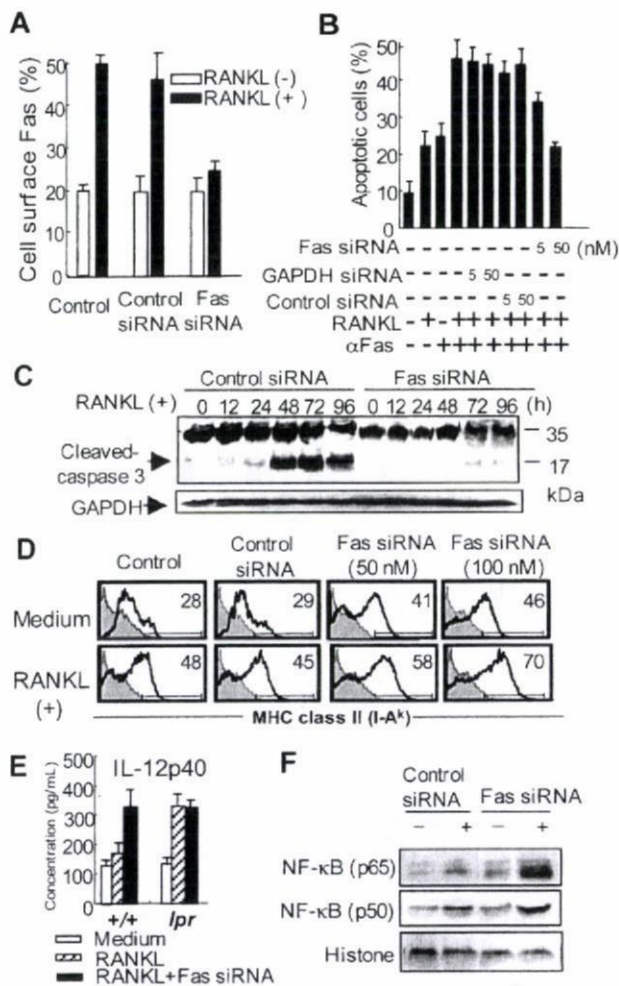 A
Cell surface Fas (%)
50
40
30
20
10
0
RANKL (-)
RANKL (+)
Control
Control siRNA
Fas siRNA
B
Apoptotic cells (%)
50
40
30
20
10
0
Fas siRNA - - - - - - - - 5 50 (nM)
GAPDH siRNA - - - - 5 50 - - - -
Control siRNA - - - - - - 5 50 - -
RANKL - + - + + + + + + +
αFas - - + + + + + + + +
C
Control siRNA Fas siRNA
RANKL (+) 0 12 24 48 72 96 0 12 24 48 72 96 (h)
35
Cleaved-caspase 3
17
GAPDH
kDa
D
Control
Control siRNA
Fas siRNA (50 nM)
Fas siRNA (100 nM)
Medium 28 29 41 46
RANKL (+) 48 45 58 70
MHC class II (I-Aᵏ)
E
IL-12p40
Concentration (pg/mL)
500
400
300
200
100
0
+/+ lpr
Medium
RANKL
RANKL+Fas siRNA
F
Control siRNA Fas siRNA
- + - +
NF-κB (p65)
NF-κB (p50)
Histone